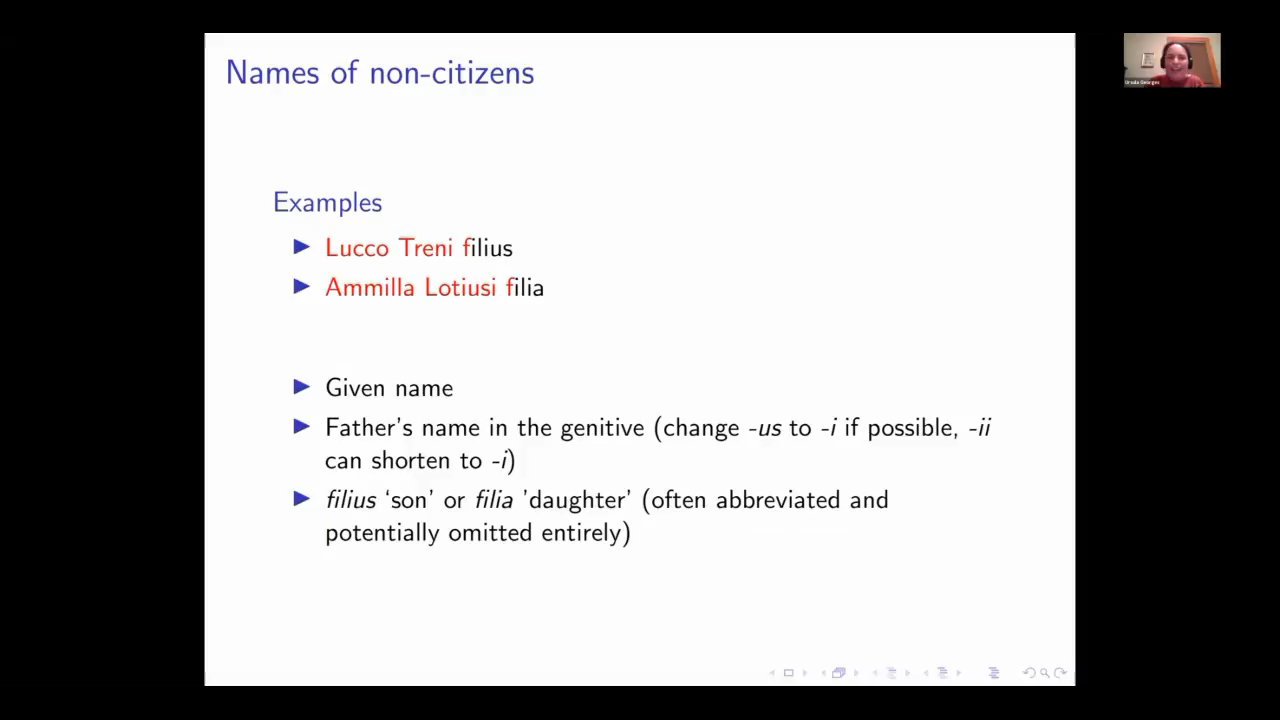 Names of non-citizens
Examples
▶ Lucco Treni filius
▶ Ammilla Lotiusi filia
▶ Given name
▶ Father's name in the genitive (change -us to -i if possible, -ii
can shorten to -i)
▶ filius ‘son’ or filia ’daughter’ (often abbreviated and
potentially omitted entirely)
Ursula Georges